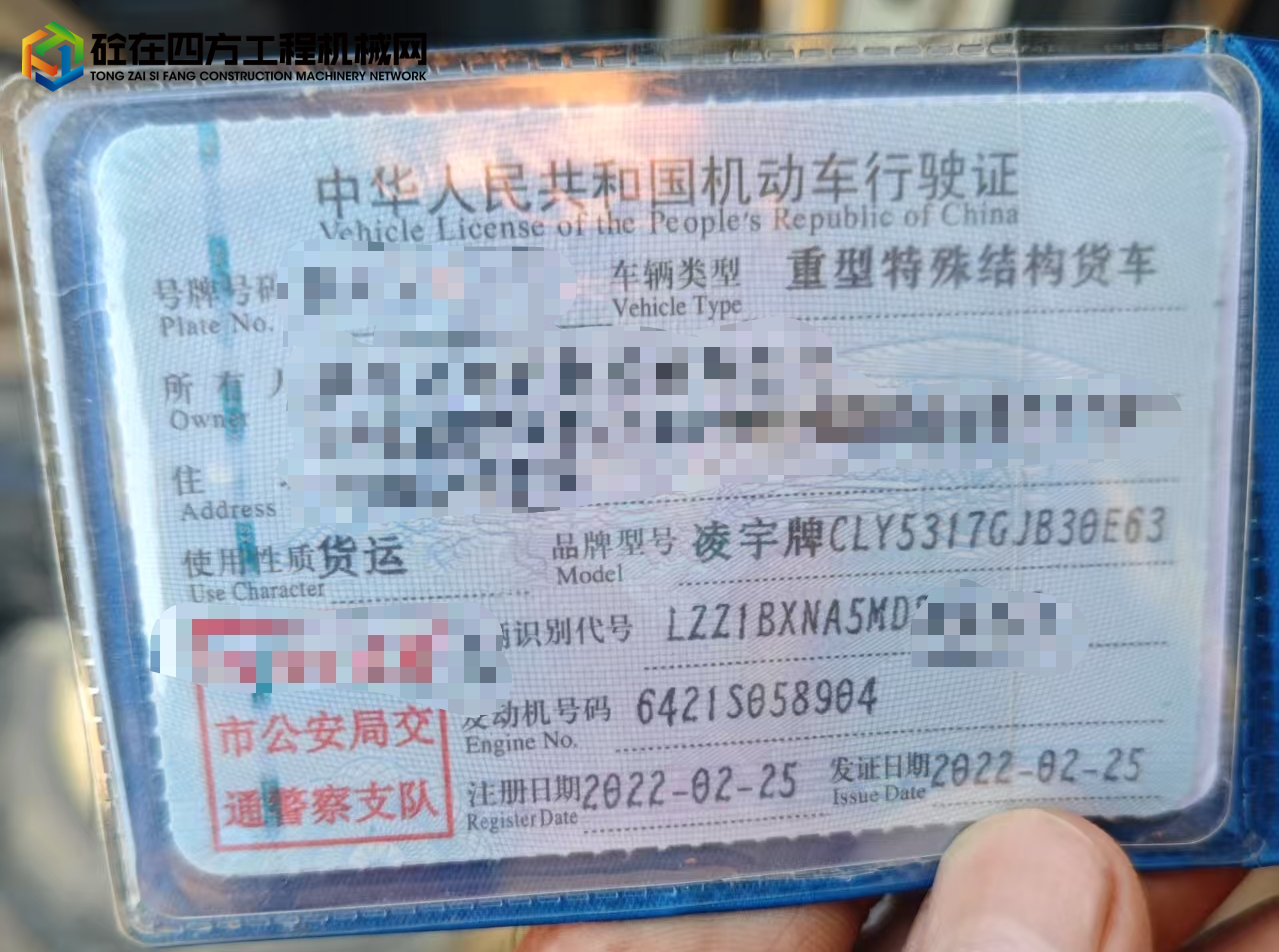 砼在四方工程机械网
TONG ZAI SI FANG CONSTRUCTION MACHINERY NETWORK
中华人民共和国机动车行驶证
Vehicle License of the People's Republic of China
号牌号码
Plate No.
车辆类型 重型特殊结构货车
Vehicle Type
所有人
Owner
住
Address
使用性质 货运
Use Character
品牌型号 凌宇牌CLY5317GJB30E63
Model
辆识别代号 LZZ1BXNA5MD
发动机号码 6421S058904
Engine No.
注册日期 2022-02-25
Register Date
发证日期 2022-02-25
Issue Date
市公安局交
通警察支队